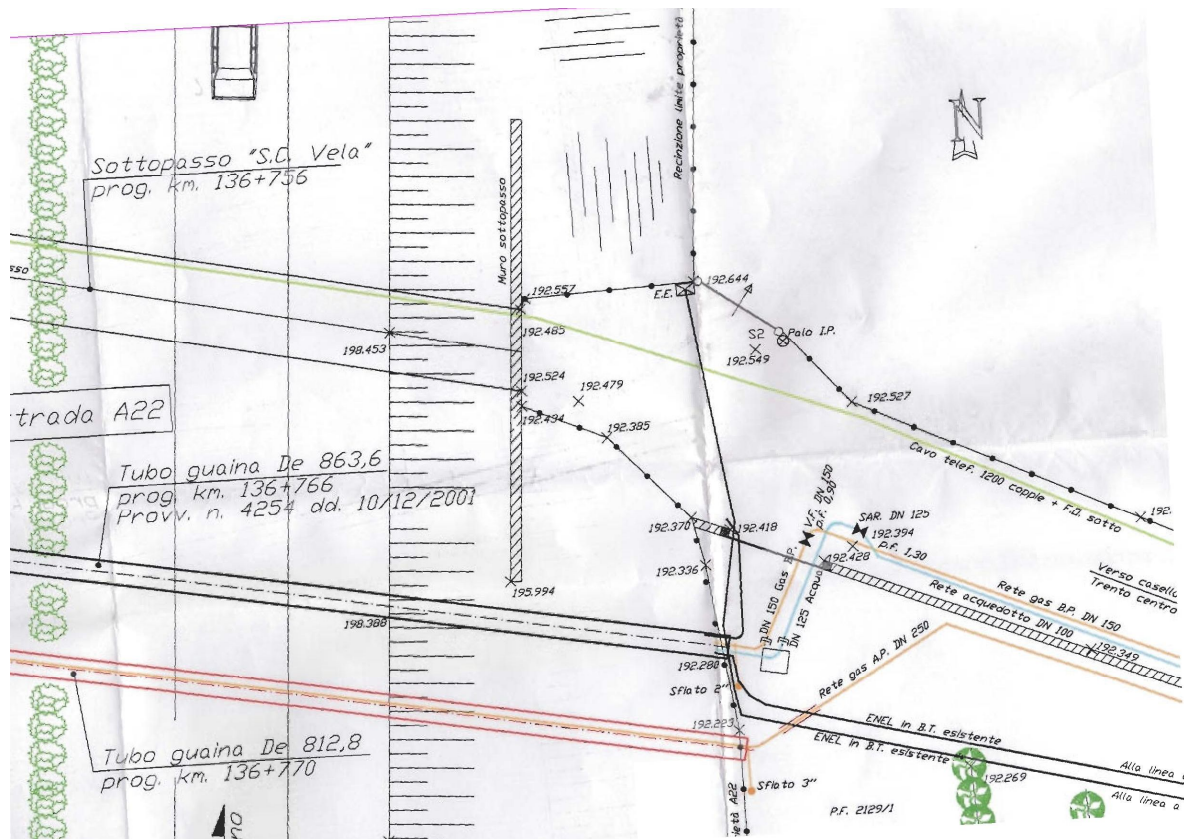 N
Sottopasso "S.C. Vela"
prog. km. 136+756
Muro sottopasso
Recinzione limite proprietà
192.644
192.557
E.E.
192.485
198.453
S2
Palo I.P.
192.549
192.524
192.479
192.434
192.527
192.385
trada A22
Cavo telef. 1200 coppie + F.O. sotto
Tubo guaina De 863,6
prog. km. 136+766
Provv. n. 4254 dd. 10/12/2001
V.F. DN 150
P.f. 0,90
SAR. DN 125
192.394
P.f. 1,30
192.370
192.418
192.428
192.336
DN 150 Gas B.P.
DN 125 Acqua
Verso casello
Trento centro
Rete gas B.P. DN 150
Rete acquedotto DN 100
192.349
195.994
198.388
192.280
Rete gas A.P. DN 250
Sfiato 2"
192.223
ENEL in B.T. esistente
ENEL in B.T. esistente
Alla linea
Alla linea a
192.269
Tubo guaina De 812,8
prog. km. 136+770
Sfiato 3"
P.F. 2129/1
A22